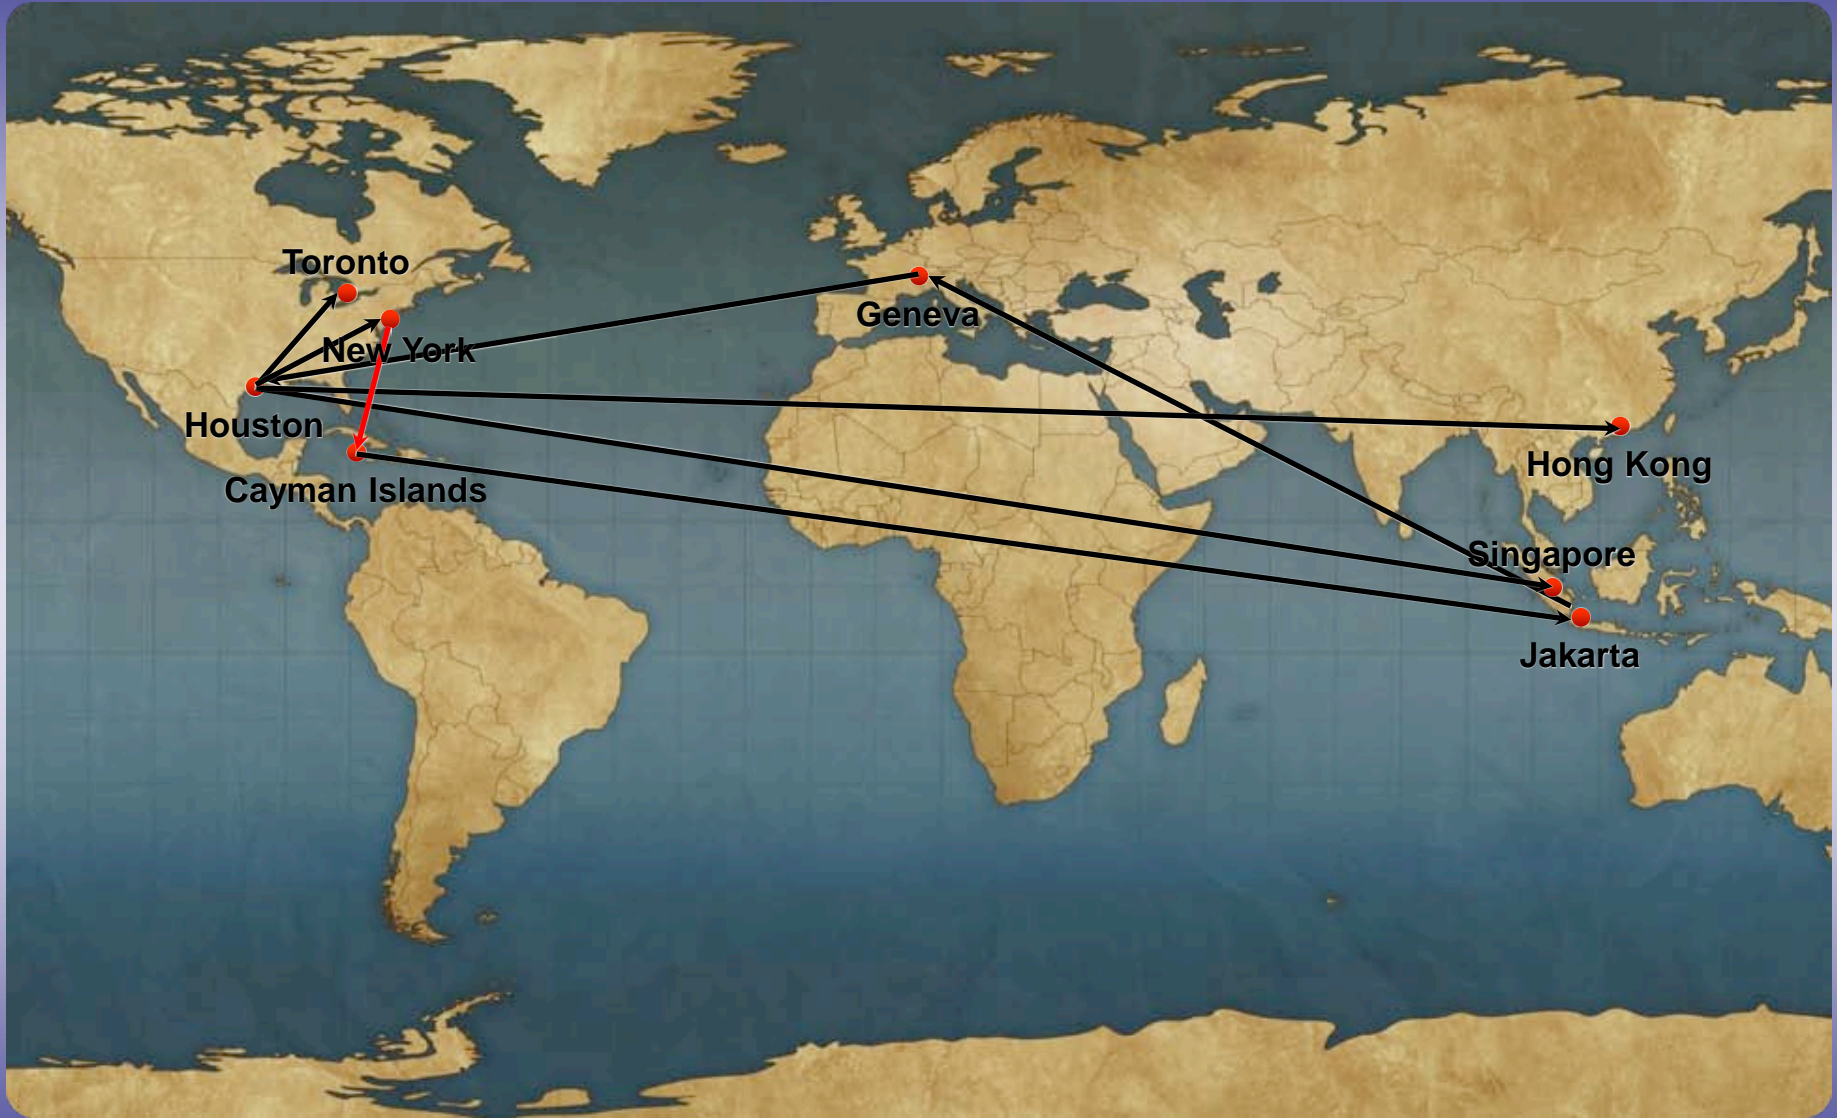 Toronto
Geneva
New York
Houston
Hong Kong
Cayman Islands
Singapore
Jakarta